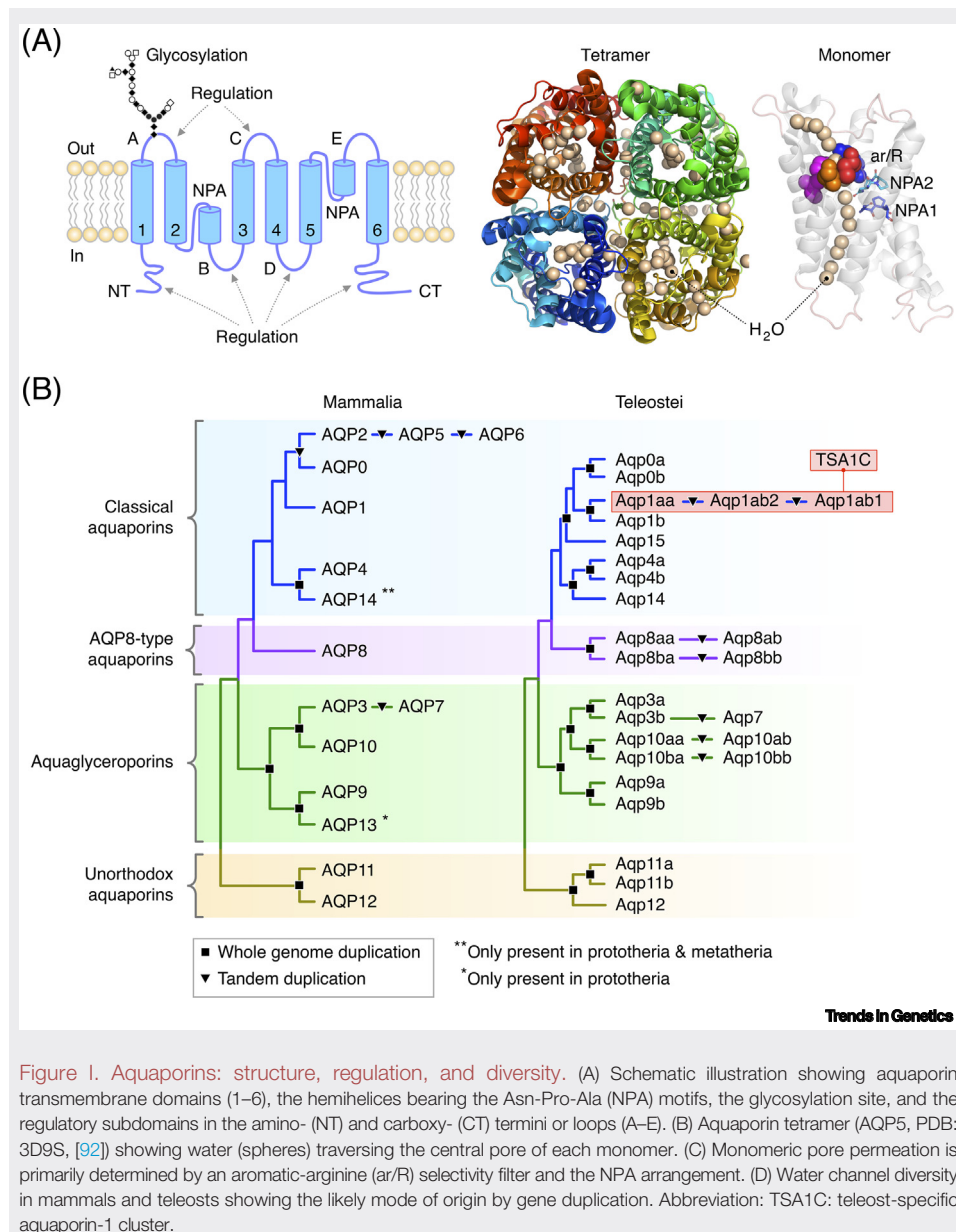 (A)
Glycosylation
Regulation
A
C
E
Out
NPA
NPA
1
2
3
4
5
6
In
B
D
NT
CT
Regulation
Tetramer
Monomer
ar/R
NPA2
NPA1
H₂O
(B)
Mammalia
Teleostei
Classical
aquaporins
AQP2
AQP5
AQP6
AQP0
AQP1
AQP4
AQP14 **
Aqp0a
Aqp0b
TSA1C
Aqp1aa
Aqp1ab2
Aqp1ab1
Aqp1b
Aqp15
Aqp4a
Aqp4b
Aqp14
AQP8-type
aquaporins
AQP8
Aqp8aa
Aqp8ab
Aqp8ba
Aqp8bb
Aquaglyceroporins
AQP3
AQP7
AQP10
AQP9
AQP13 *
Aqp3a
Aqp3b
Aqp7
Aqp10aa
Aqp10ab
Aqp10ba
Aqp10bb
Aqp9a
Aqp9b
Unorthodox
aquaporins
AQP11
AQP12
Aqp11a
Aqp11b
Aqp12
Whole genome duplication
Tandem duplication
**Only present in prototheria & metatheria
*Only present in prototheria
Trends in Genetics
Figure I. Aquaporins: structure, regulation, and diversity. (A) Schematic illustration showing aquaporin
transmembrane domains (1–6), the hemihelices bearing the Asn-Pro-Ala (NPA) motifs, the glycosylation site, and the
regulatory subdomains in the amino- (NT) and carboxy- (CT) termini or loops (A–E). (B) Aquaporin tetramer (AQP5, PDB:
3D9S, [92]) showing water (spheres) traversing the central pore of each monomer. (C) Monomeric pore permeation is
primarily determined by an aromatic-arginine (ar/R) selectivity filter and the NPA arrangement. (D) Water channel diversity
in mammals and teleosts showing the likely mode of origin by gene duplication. Abbreviation: TSA1C: teleost-specific
aquaporin-1 cluster.